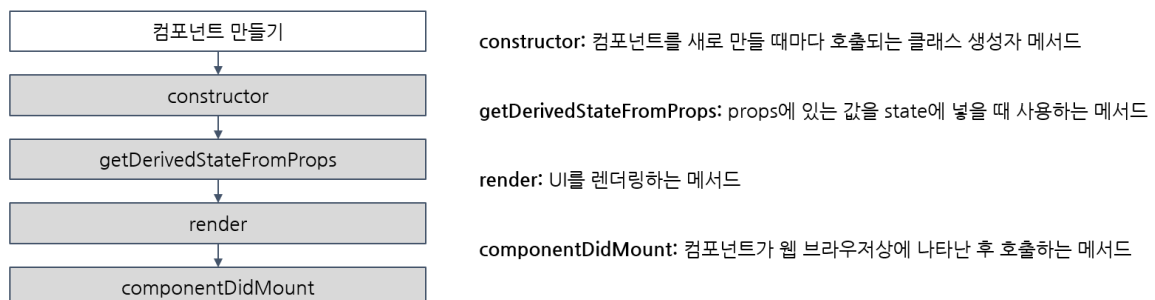 컴포넌트 만들기
constructor
getDerivedStateFromProps
render
componentDidMount
constructor: 컴포넌트를 새로 만들 때마다 호출되는 클래스 생성자 메서드
getDerivedStateFromProps: props에 있는 값을 state에 넣을 때 사용하는 메서드
render: UI를 렌더링하는 메서드
componentDidMount: 컴포넌트가 웹 브라우저상에 나타난 후 호출하는 메서드